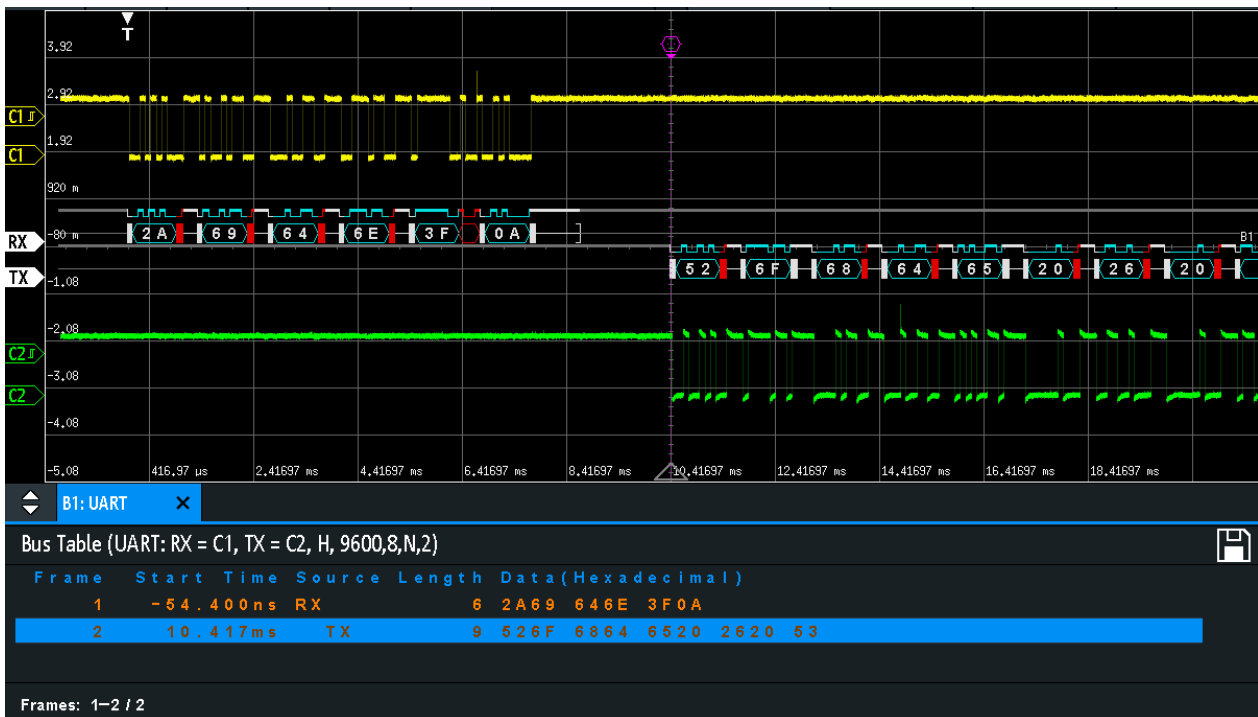 T
3.92
2.92
C1
1.92
C1
920 m
2A 69 64 6E 3F 0A
RX -80 m B1
52 6F 68 64 65 20 26 20
TX -1.08
-2.08
C2
-3.08
C2
-4.08
-5.08 416.97 µs 2.41697 ms 4.41697 ms 6.41697 ms 8.41697 ms 10.41697 ms 12.41697 ms 14.41697 ms 16.41697 ms 18.41697 ms
B1: UART ×
Bus Table (UART: RX = C1, TX = C2, H, 9600,8,N,2)
Frame Start Time Source Length Data(Hexadecimal)
1 -54.400ns RX 6 2A69 646E 3F0A
2 10.417ms TX 9 526F 6864 6520 2620 53
Frames: 1-2 / 2